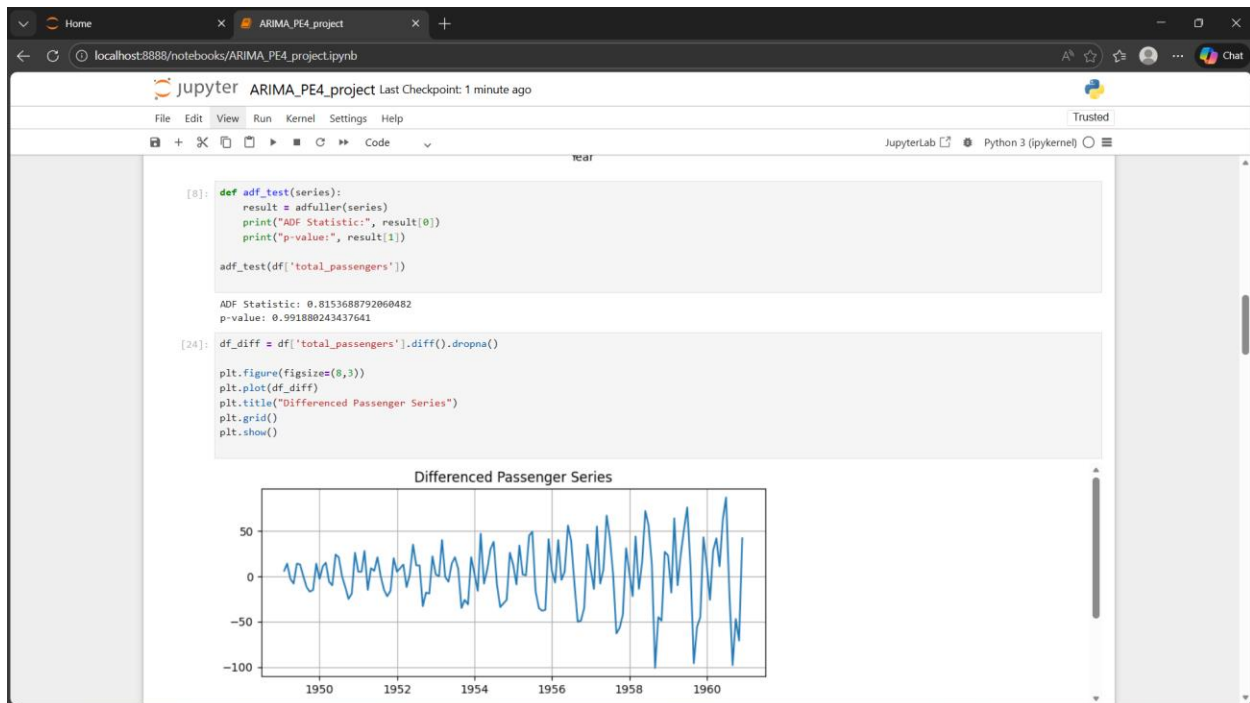 Home
ARIMA_PE4_project
localhost:8888/notebooks/ARIMA_PE4_project.ipynb
Chat
jupyter ARIMA_PE4_project Last Checkpoint: 1 minute ago
File Edit View Run Kernel Settings Help
Trusted
Code
JupyterLab
Python 3 (ipykernel)
Year
[8]: def adf_test(series):
result = adfuller(series)
print("ADF Statistic:", result[0])
print("p-value:", result[1])
adf_test(df['total_passengers'])
ADF Statistic: 0.8153688792060482
p-value: 0.991880243437641
[24]: df_diff = df['total_passengers'].diff().dropna()
plt.figure(figsize=(8,3))
plt.plot(df_diff)
plt.title("Differenced Passenger Series")
plt.grid()
plt.show()
Differenced Passenger Series
50
0
−50
−100
1950 1952 1954 1956 1958 1960